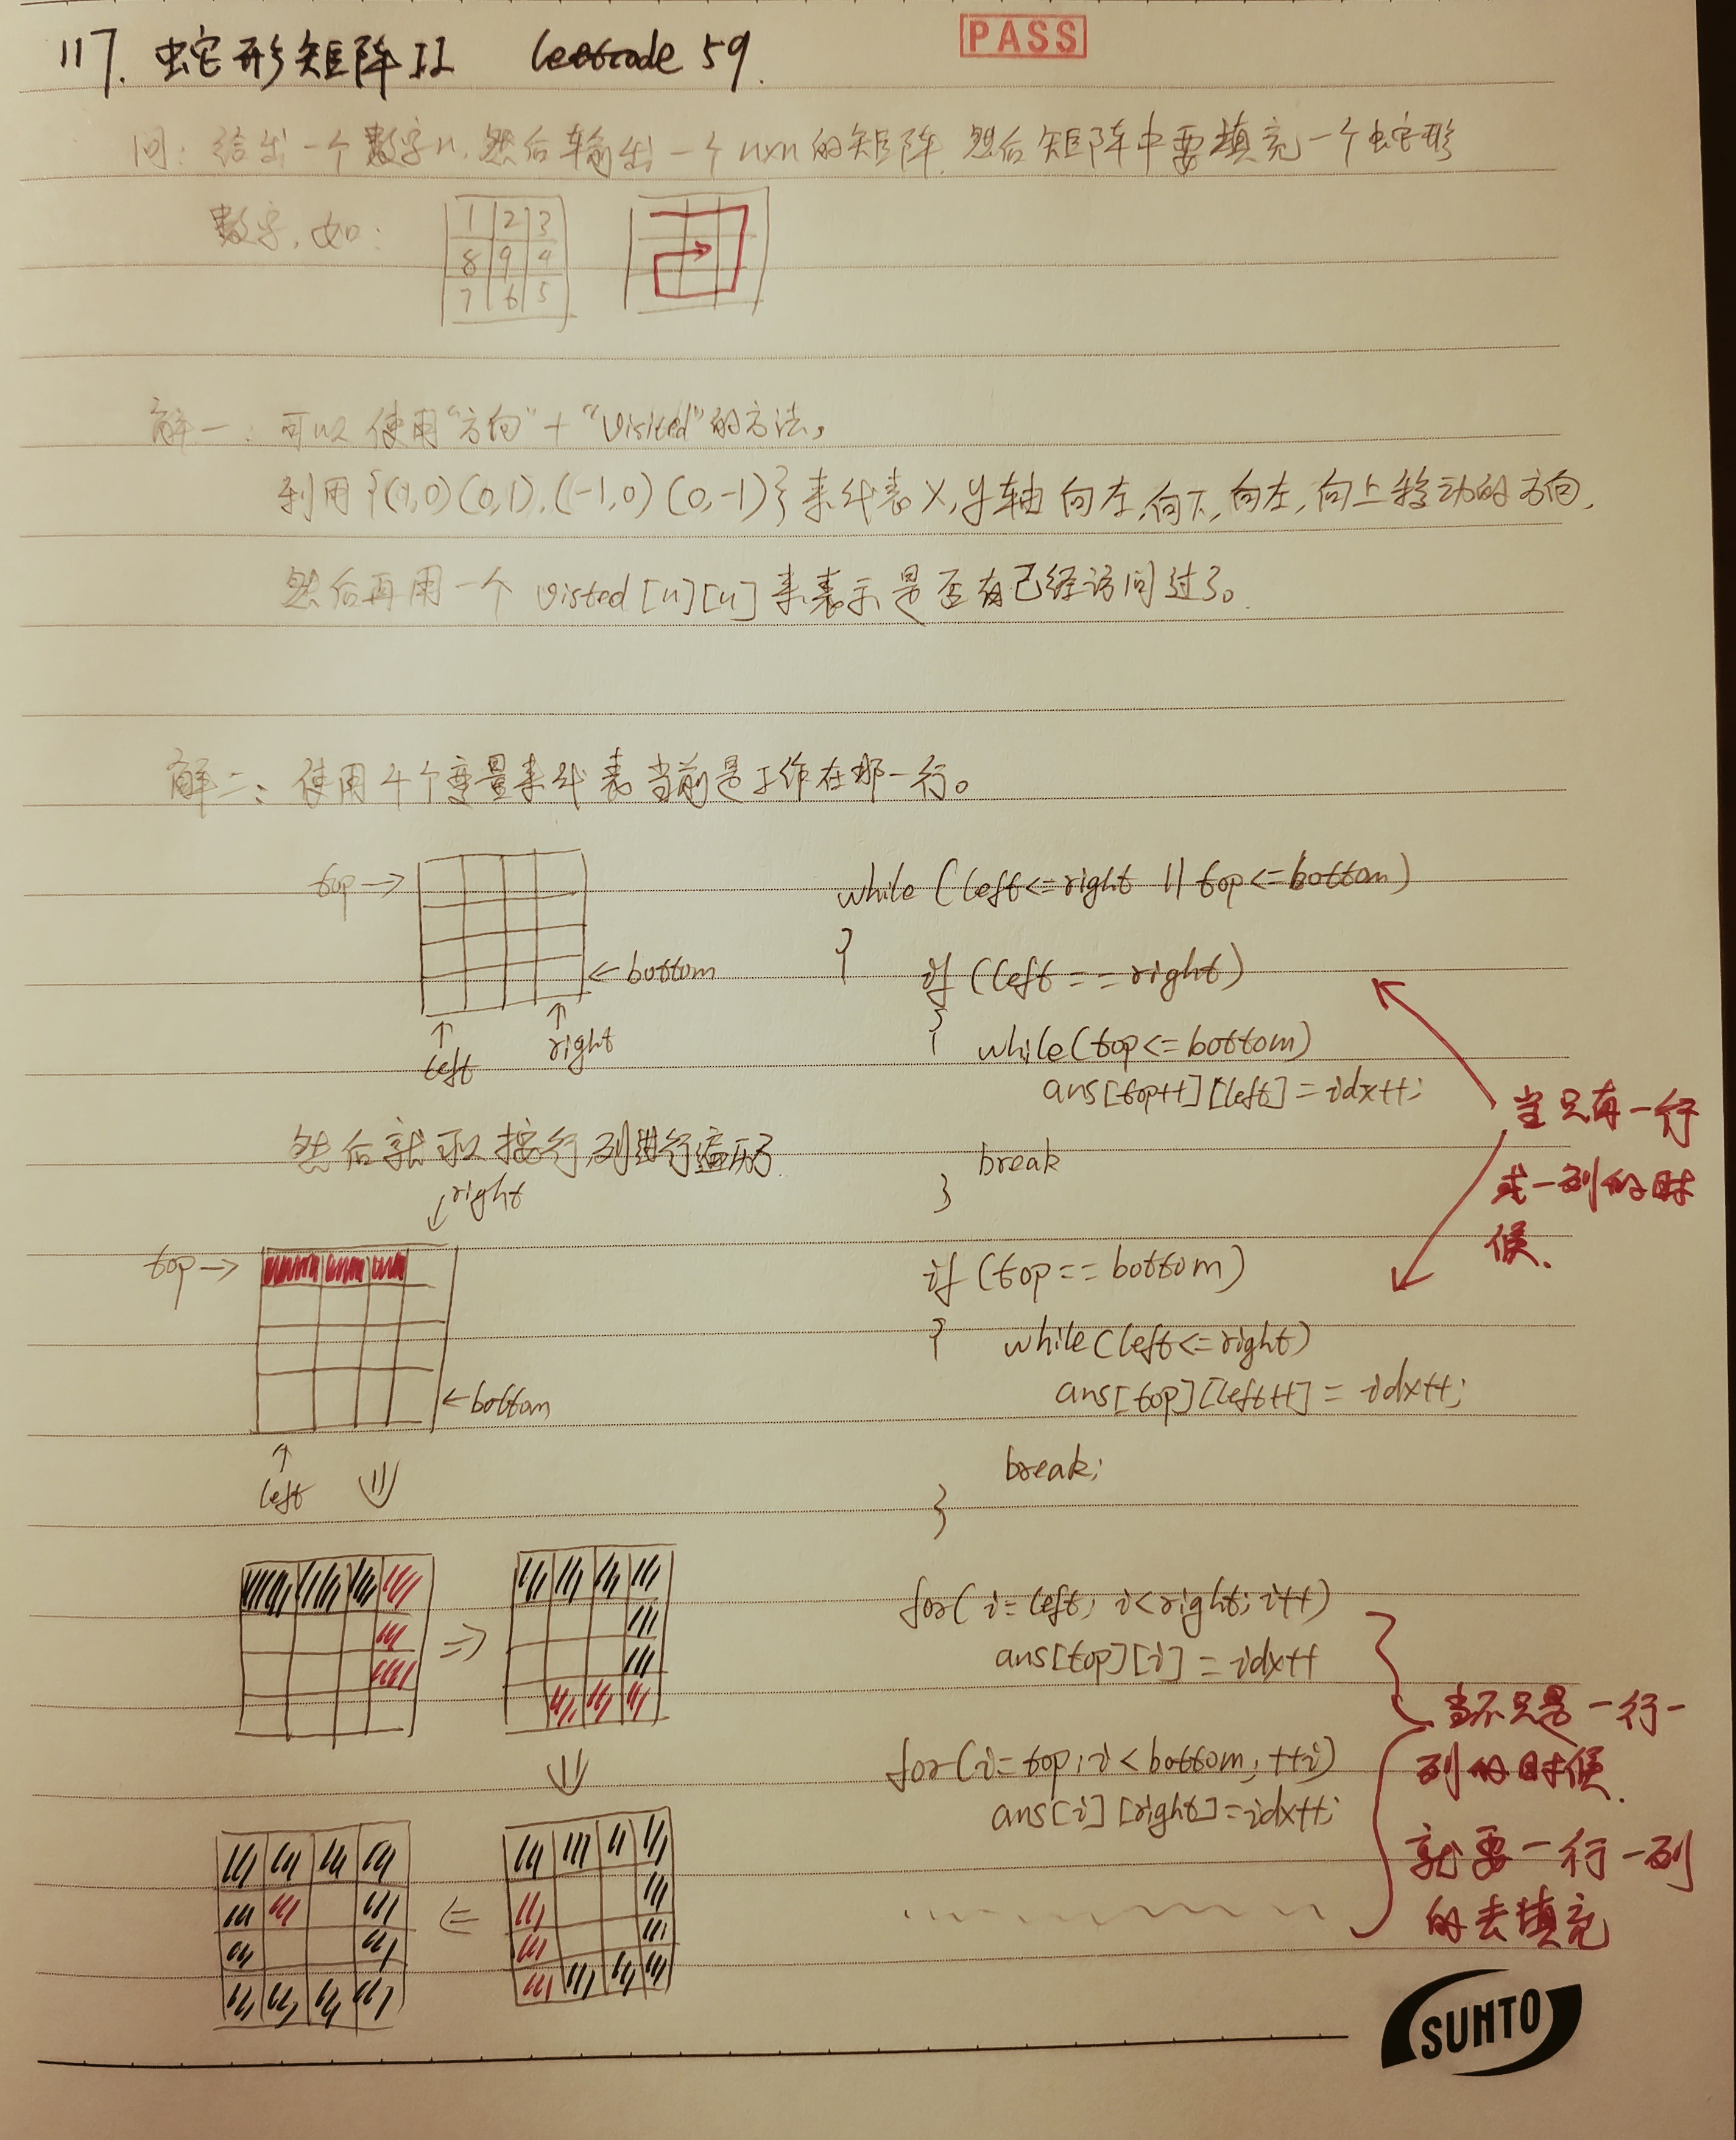 117. 蛇形矩阵II leetcode 59.
PASS
问: 给出一个数字n, 然后输出一个nxn的矩阵. 然后矩阵中要填充一个蛇形
数字, 如:
1 2 3
8 9 4
7 6 5
解一: 可以使用"方向"+"Visited"的方法,
利用{(1,0)(0,1),(-1,0)(0,-1)}来代表X,y轴向左,向下,向左,向上移动的方向.
然后再用一个visted[n][n]来表示是否有已经访问过了。
解二: 使用4个变量来代表当前是工作在那一行。
top→
←bottom
↑
left
↑
right
然后就可以按行,列进行遍历
right
top→
←bottom
↑
left
while (left<=right || top<=bottom)
{
if (left == right)
{ while(top<=bottom)
ans[top++][left]=idx++;
break
}
if (top == bottom)
{ while(left<=right)
ans[top][left++] = idx++;
break;
}
for( i=left; i<right; i++)
ans[top][i] = idx++
for(i=top; i<bottom; ++i)
ans[i][right]=idx++;
当只有一行
或一列的时
候.
当不只是一行一
列的时候.
就要一行一列
的去填充
SUNTO